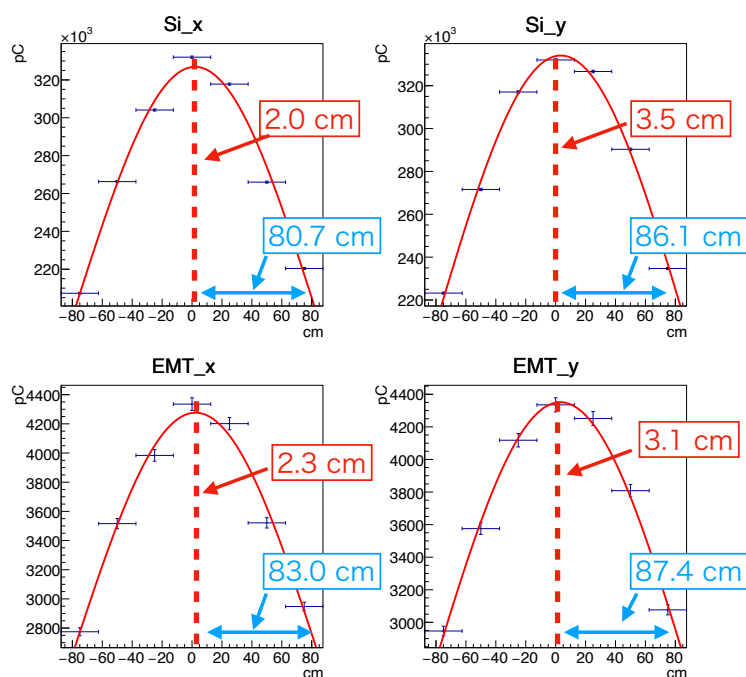 Si_x
×10³
pC
320
300
280
260
240
220
2.0 cm
80.7 cm
−80 −60 −40 −20 0 20 40 60 80
cm
Si_y
×10³
pC
340
320
300
280
260
240
220
3.5 cm
86.1 cm
−80 −60 −40 −20 0 20 40 60 80
cm
EMT_x
pC
4400
4200
4000
3800
3600
3400
3200
3000
2800
2.3 cm
83.0 cm
−80 −60 −40 −20 0 20 40 60 80
cm
EMT_y
pC
4400
4200
4000
3800
3600
3400
3200
3000
3.1 cm
87.4 cm
−80 −60 −40 −20 0 20 40 60 80
cm